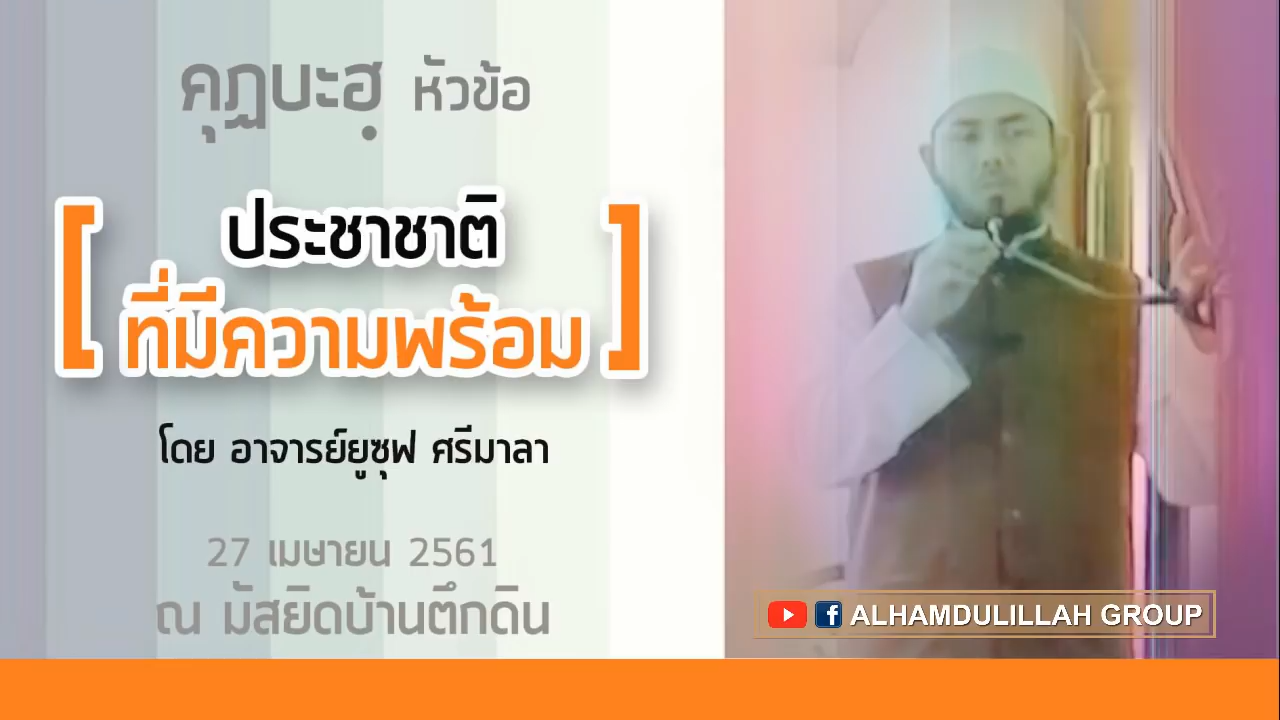 คุฏบะฮฺ หัวข้อ
[ ประชาชาติ
ที่มีความพร้อม ]
โดย อาจารย์ยูซุฟ ศรีมาลา
27 เมษายน 2561
ณ มัสยิดบ้านตึกดิน
ALHAMDULILLAH GROUP